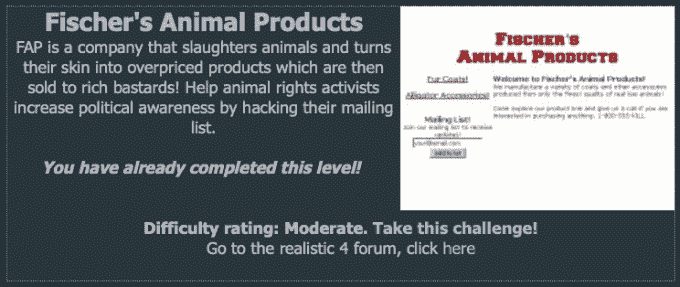 Fischer's Animal Products
FAP is a company that slaughters animals and turns
their skin into overpriced products which are then
sold to rich bastards! Help animal rights activists
increase political awareness by hacking their mailing
list.
You have already completed this level!
Fischer's
Animal Products
Fur Coats!
Alligator Accessories!
Mailing List!
Join our mailing list to receive
updates!
your@email.com
Welcome to Fischer's Animal Products!
We manufacture a variety of coats and other accessories
produced from only the finest quality of real live animals!
Come explore our product line and give us a call if you are
interested in purchasing anything. 1-800-555-KILL
Difficulty rating: Moderate. Take this challenge!
Go to the realistic 4 forum, click here